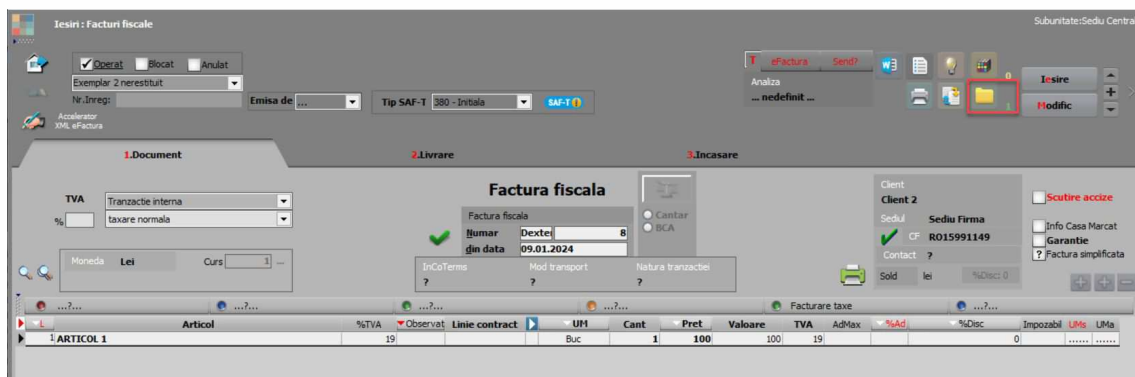 Iesiri : Facturi fiscale
Subunitate:Sediu Centra
Operat Blocat Anulat
Exemplar 2 nerestituit
Nr.Inreg:
Emisa de ...
Tip SAF-T 380 - Initiala
SAF-T
T eFactura Send?
Analiza
... nedefinit ...
0
1
Iesire
Modific
Accelerator
XML eFactura
1.Document
2.Livrare
3.Incasare
TVA Tranzactie interna
% taxare normala
Factura fiscala
Factura fiscala
Numar Dexte 8
din data 09.01.2024
Cantar
BCA
Client
Client 2
Sediul Sediu Firma
CF RO15991149
Contact ?
Sold lei %Disc: 0
Scutire accize
Info Casa Marcat
Garantie
? Factura simplificata
Moneda Lei Curs 1 ...
InCoTerms Mod transport Natura tranzactiei
? ? ?
...?... ...?... ...?... ...?... Facturare taxe ...?...
L Articol %TVA Observat Linie contract UM Cant Pret Valoare TVA AdMax %Ad %Disc Impozabil UMs UMa
1 ARTICOL 1 19 Buc 1 100 100 19 0 ...... ......